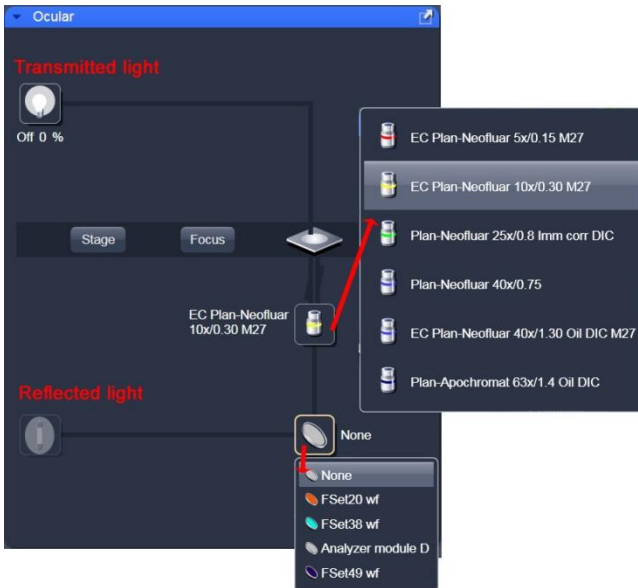 Ocular
Transmitted light
Off 0 %
EC Plan-Neofluar 5x/0.15 M27
EC Plan-Neofluar 10x/0.30 M27
Plan-Neofluar 25x/0.8 Imm corr DIC
Plan-Neofluar 40x/0.75
EC Plan-Neofluar 40x/1.30 Oil DIC M27
Plan-Apochromat 63x/1.4 Oil DIC
Stage
Focus
EC Plan-Neofluar
10x/0.30 M27
Reflected light
None
None
FSet20 wf
FSet38 wf
Analyzer module D
FSet49 wf